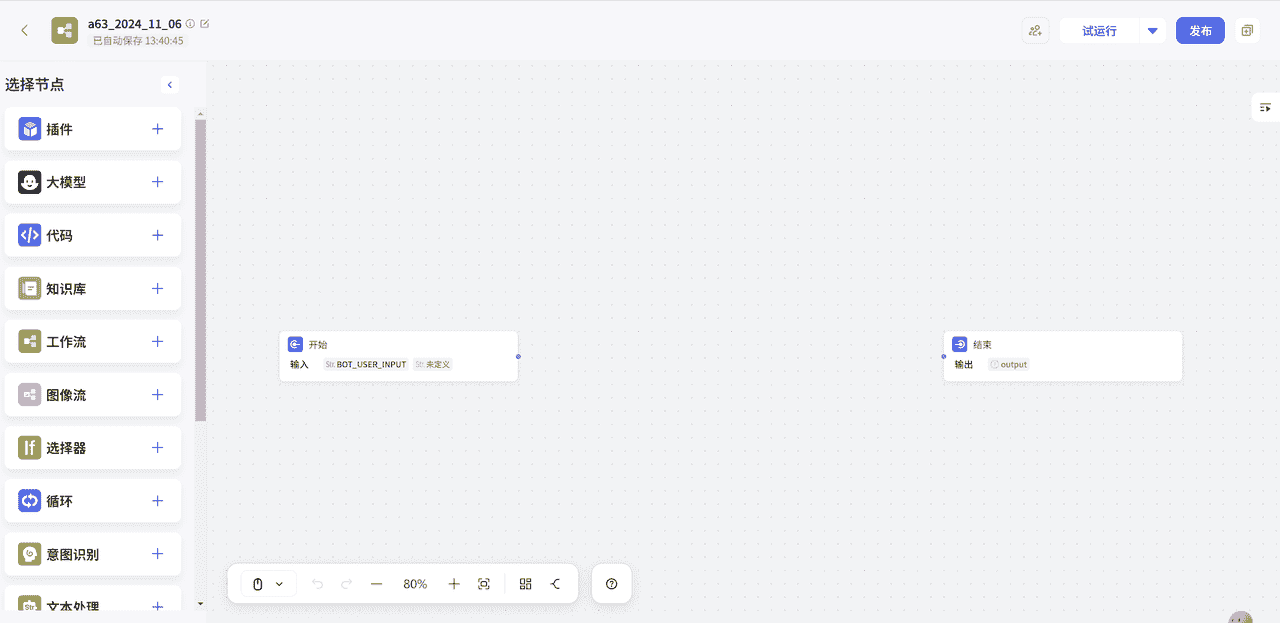 a63_2024_11_06
已自动保存 13:40:45
试运行
发布
选择节点
插件
大模型
代码
知识库
工作流
图像流
If 选择器
循环
意图识别
Str 文本处理
开始
输入 Str. BOT_USER_INPUT Str. 未定义
结束
输出 output
80%